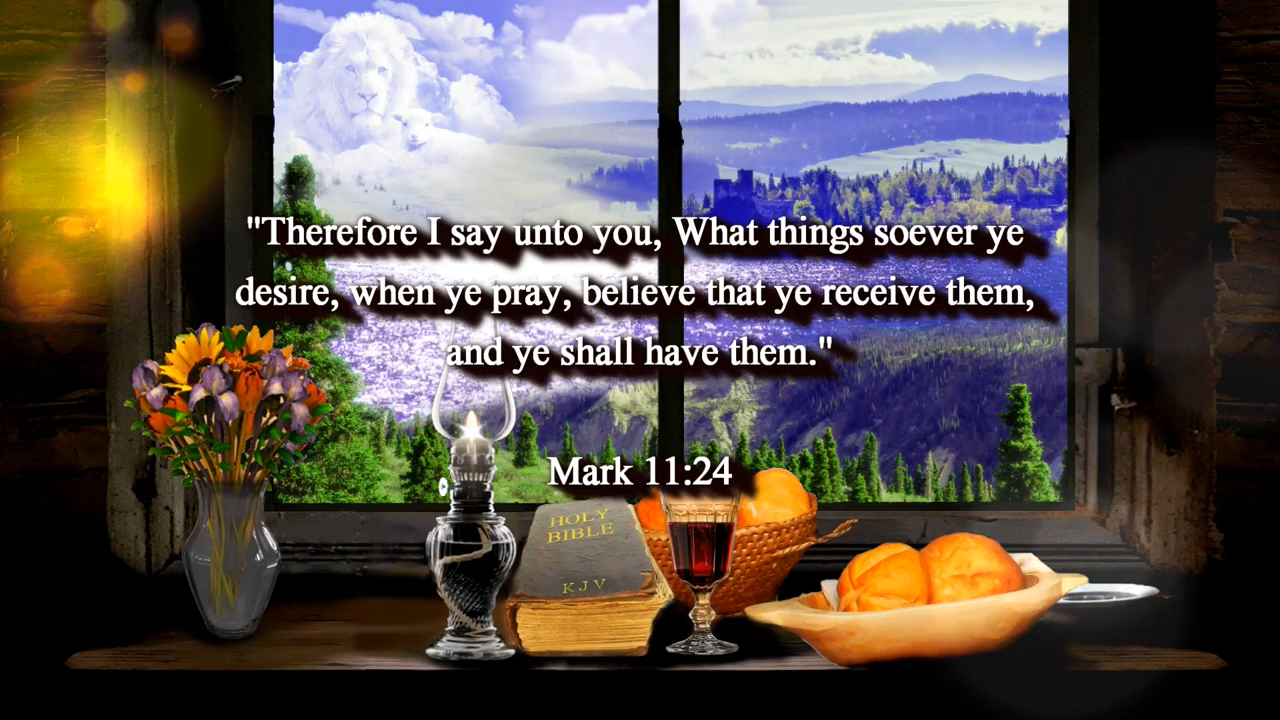 "Therefore I say unto you, What things soever ye
desire, when ye pray, believe that ye receive them,
and ye shall have them."
Mark 11:24
HOLY
BIBLE
KJV